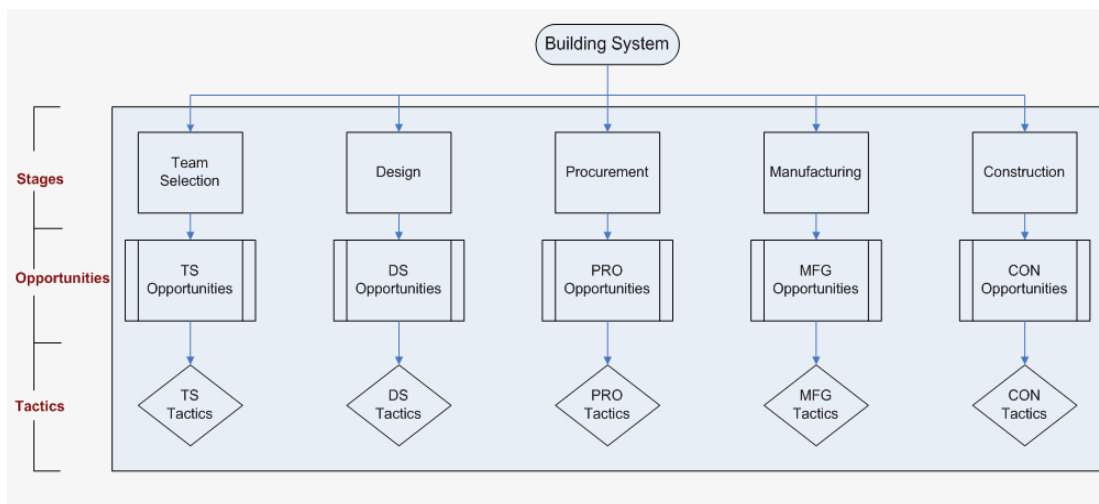 Building System
Stages
Team
Selection
Design
Procurement
Manufacturing
Construction
Opportunities
TS
Opportunities
DS
Opportunities
PRO
Opportunities
MFG
Opportunities
CON
Opportunities
Tactics
TS
Tactics
DS
Tactics
PRO
Tactics
MFG
Tactics
CON
Tactics